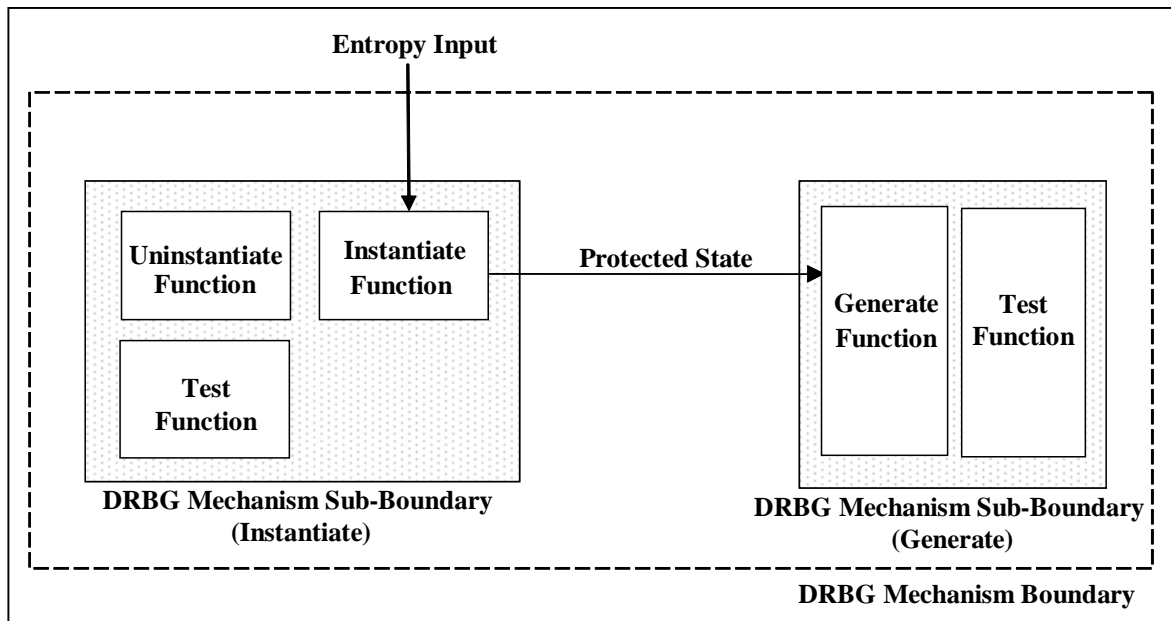 Entropy Input
Uninstantiate
Function
Instantiate
Function
Test
Function
Protected State
Generate
Function
Test
Function
DRBG Mechanism Sub-Boundary
(Instantiate)
DRBG Mechanism Sub-Boundary
(Generate)
DRBG Mechanism Boundary